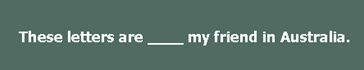 These letters are ____ my friend in Australia.